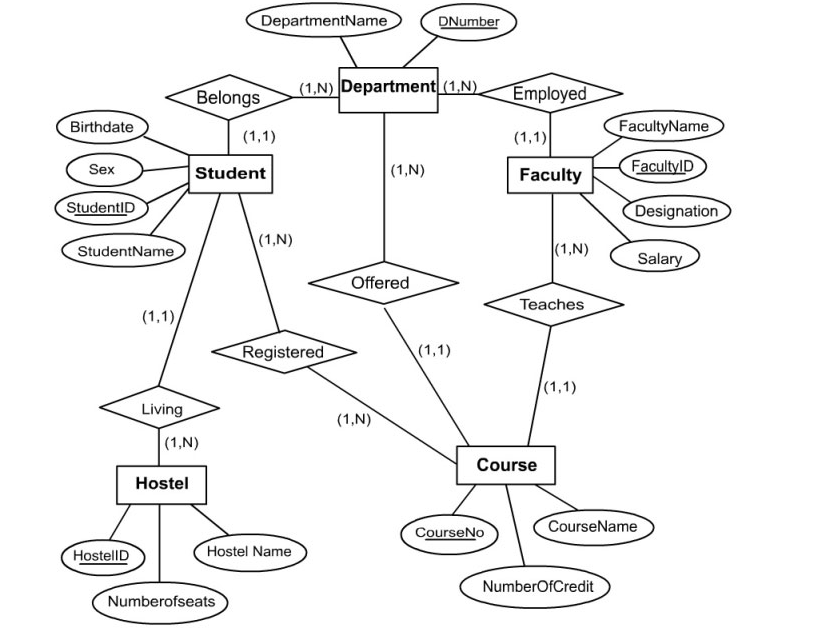 DepartmentName
DNumber
Belongs
(1,N)
Department
(1,N)
Employed
Birthdate
(1,1)
(1,1)
FacultyName
Sex
Student
(1,N)
Faculty
FacultyID
StudentID
Designation
StudentName
(1,N)
(1,N)
Salary
Offered
Teaches
(1,1)
Registered
(1,1)
(1,1)
Living
(1,N)
(1,N)
Course
Hostel
CourseNo
CourseName
HostelID
Hostel Name
NumberOfCredit
Numberofseats